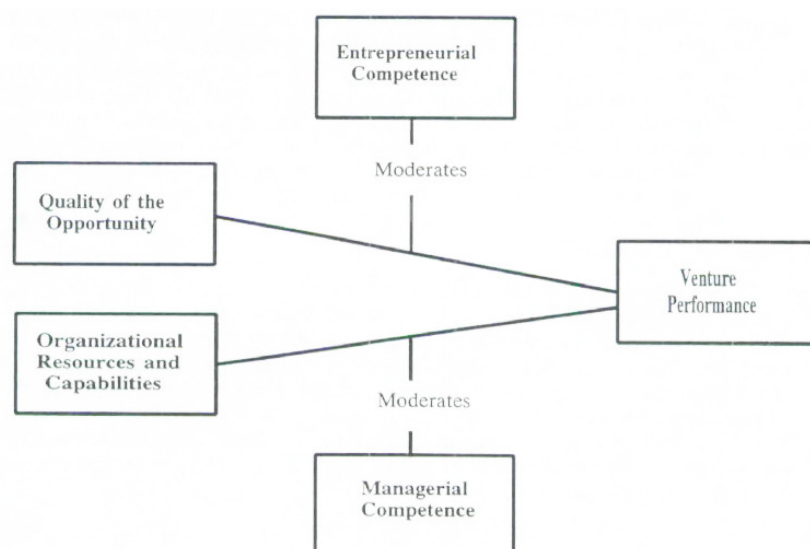 Entrepreneurial
Competence
Moderates
Quality of the
Opportunity
Venture
Performance
Organizational
Resources and
Capabilities
Moderates
Managerial
Competence